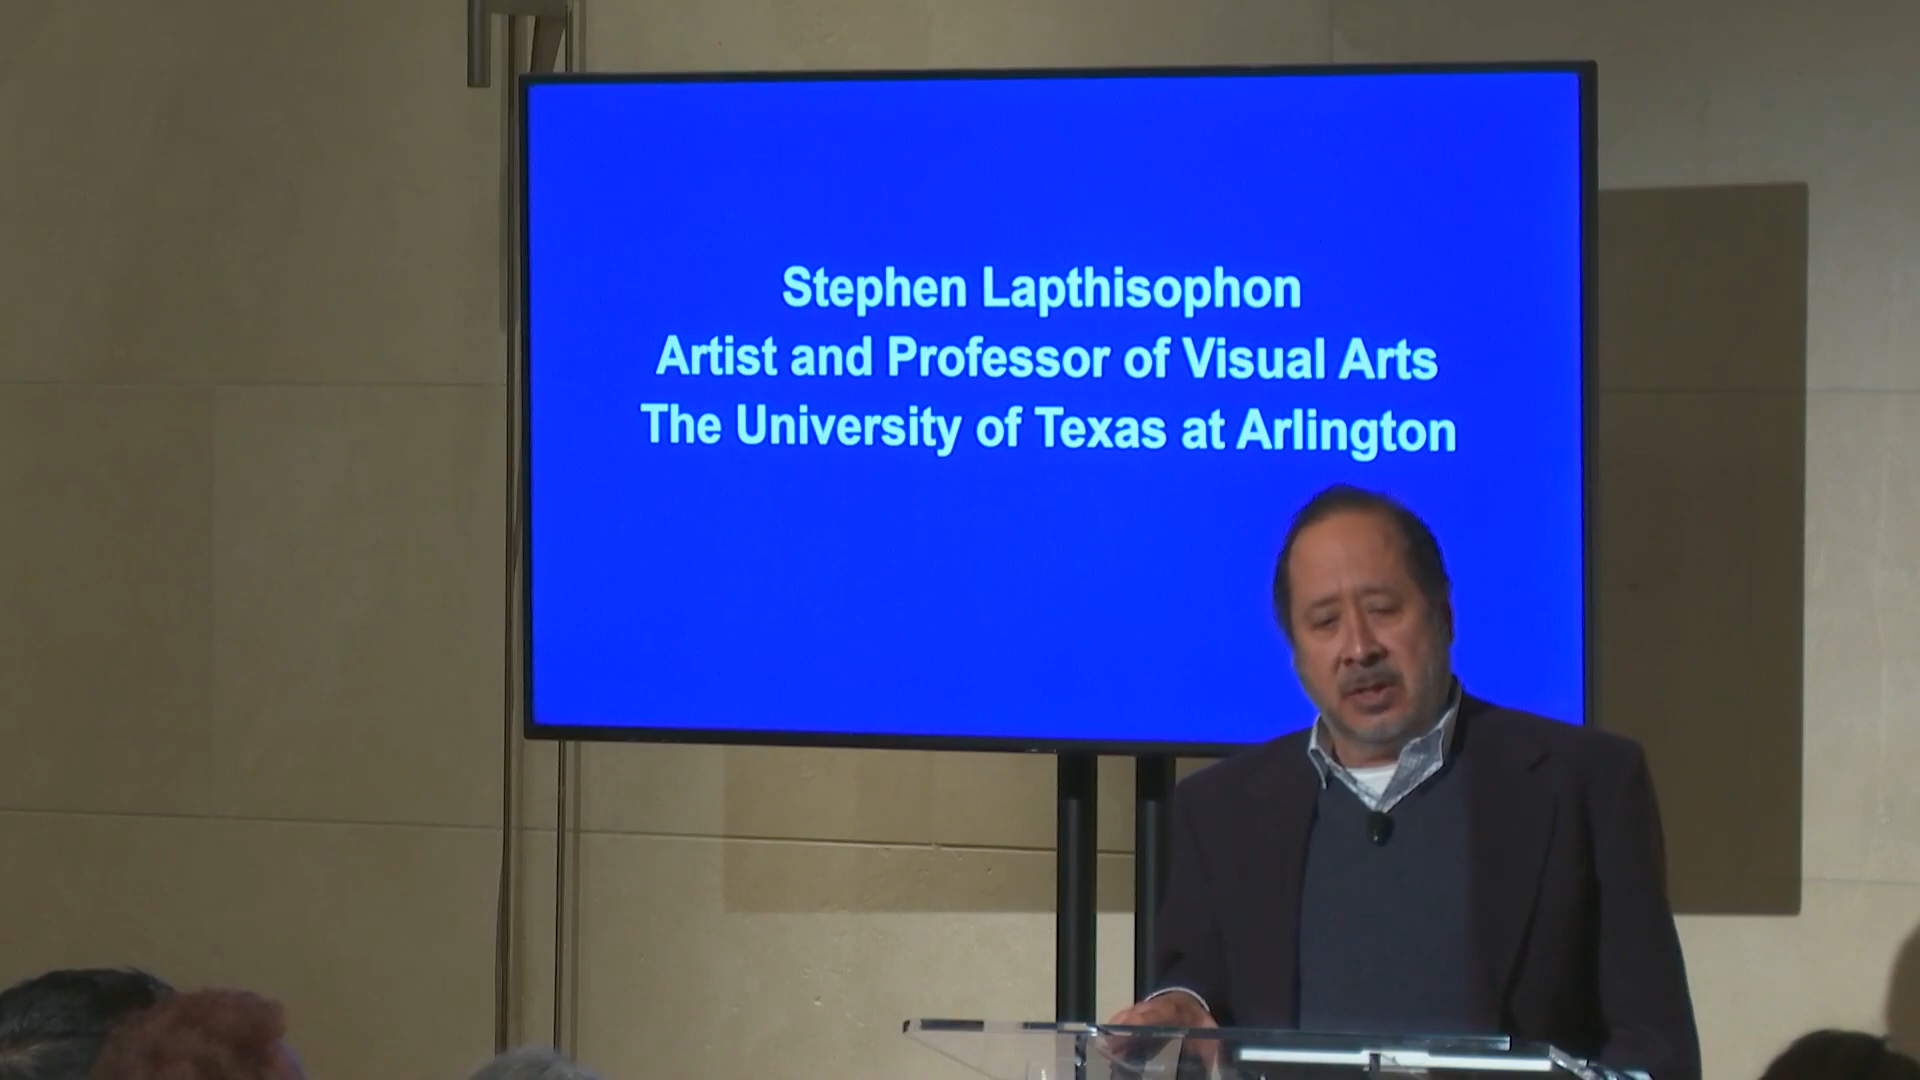 Stephen Lapthisophon
Artist and Professor of Visual Arts
The University of Texas at Arlington